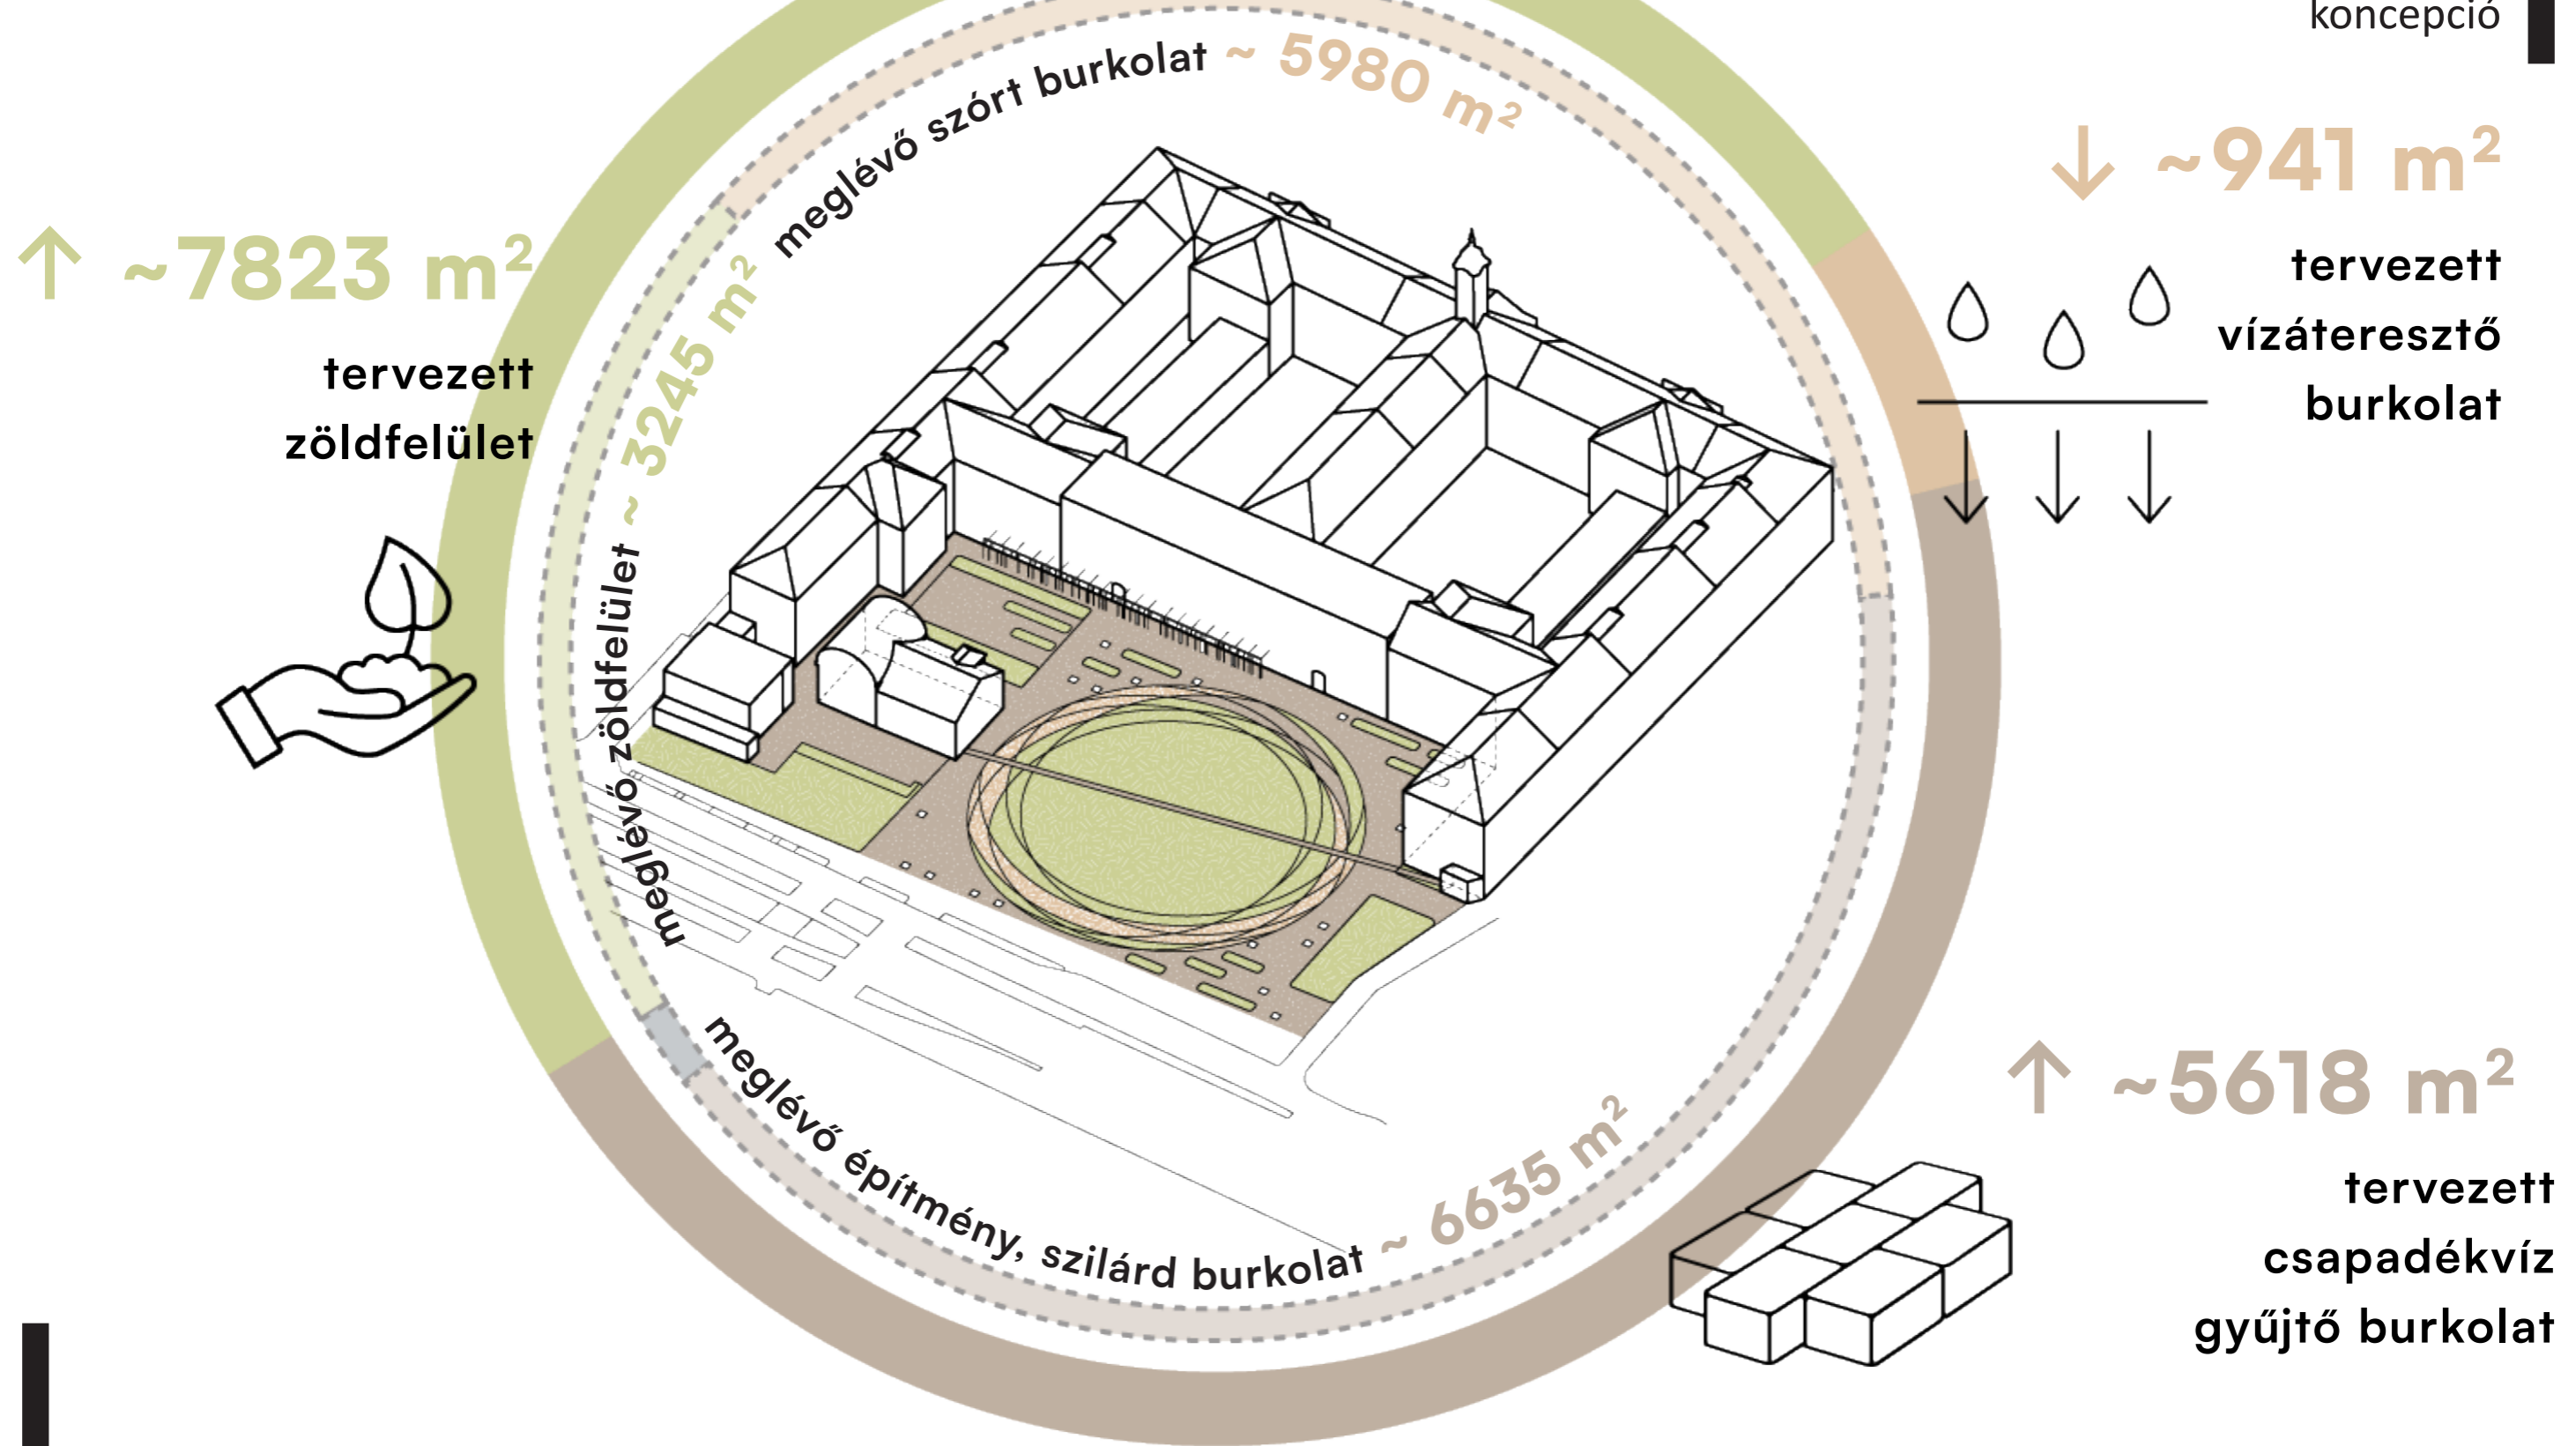 koncepció
meglévő szórt burkolat ~ 5980 m²
↓ ~941 m²
tervezett
vízáteresztő
burkolat
↑ ~7823 m²
tervezett
zöldfelület
meglévő zöldfelület ~ 3245 m²
meglévő építmény, szilárd burkolat ~ 6635 m²
↑ ~5618 m²
tervezett
csapadékvíz
gyűjtő burkolat